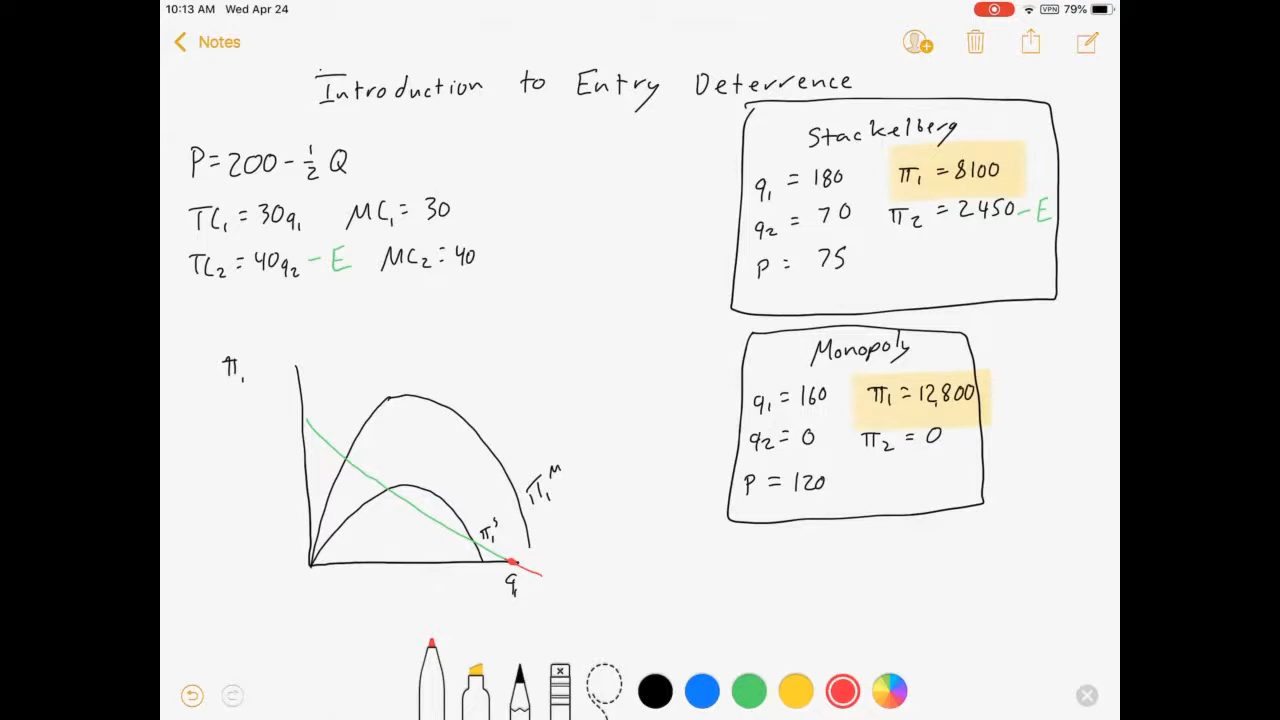 10:13 AM Wed Apr 24
VPN 79%
Notes
Introduction to Entry Deterrence
P = 200 - 1/2 Q
TC₁ = 30q₁ MC₁ = 30
TC₂ = 40q₂ - E MC₂ = 40
Stackelberg
q₁ = 180 π₁ = 8100
q₂ = 70 π₂ = 2450 - E
P = 75
Monopoly
q₁ = 160 π₁ = 12,800
q₂ = 0 π₂ = 0
P = 120
π₁
π₁ᴹ
π₁ˢ
q₁